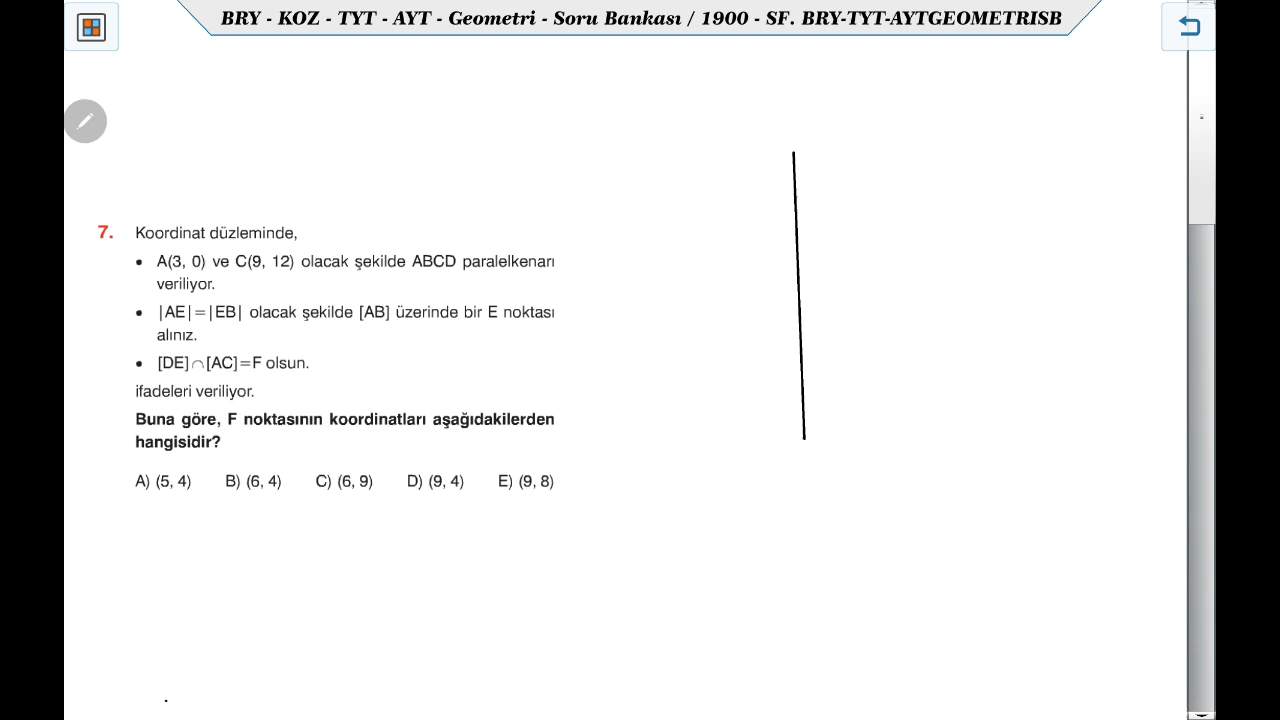 BRY - KOZ - TYT - AYT - Geometri - Soru Bankası / 1900 - SF. BRY-TYT-AYTGEOMETRISB
7. Koordinat düzleminde,
• A(3, 0) ve C(9, 12) olacak şekilde ABCD paralelkenarı
veriliyor.
• |AE|=|EB| olacak şekilde [AB] üzerinde bir E noktası
alınız.
• [DE]∩[AC]=F olsun.
ifadeleri veriliyor.
Buna göre, F noktasının koordinatları aşağıdakilerden
hangisidir?
A) (5, 4) B) (6, 4) C) (6, 9) D) (9, 4) E) (9, 8)